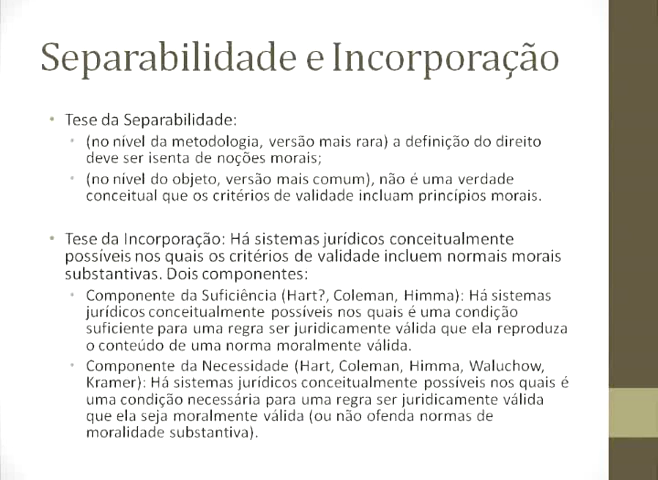 Separabilidade e Incorporação
• Tese da Separabilidade:
• (no nível da metodologia, versão mais rara) a definição do direito
deve ser isenta de noções morais;
• (no nível do objeto, versão mais comum), não é uma verdade
conceitual que os critérios de validade incluam princípios morais.
• Tese da Incorporação: Há sistemas jurídicos conceitualmente
possíveis nos quais os critérios de validade incluem normais morais
substantivas. Dois componentes:
• Componente da Suficiência (Hart?, Coleman, Himma): Há sistemas
jurídicos conceitualmente possíveis nos quais é uma condição
suficiente para uma regra ser juridicamente válida que ela reproduza
o conteúdo de uma norma moralmente válida.
• Componente da Necessidade (Hart, Coleman, Himma, Waluchow,
Kramer): Há sistemas jurídicos conceitualmente possíveis nos quais é
uma condição necessária para uma regra ser juridicamente válida
que ela seja moralmente válida (ou não ofenda normas de
moralidade substantiva).